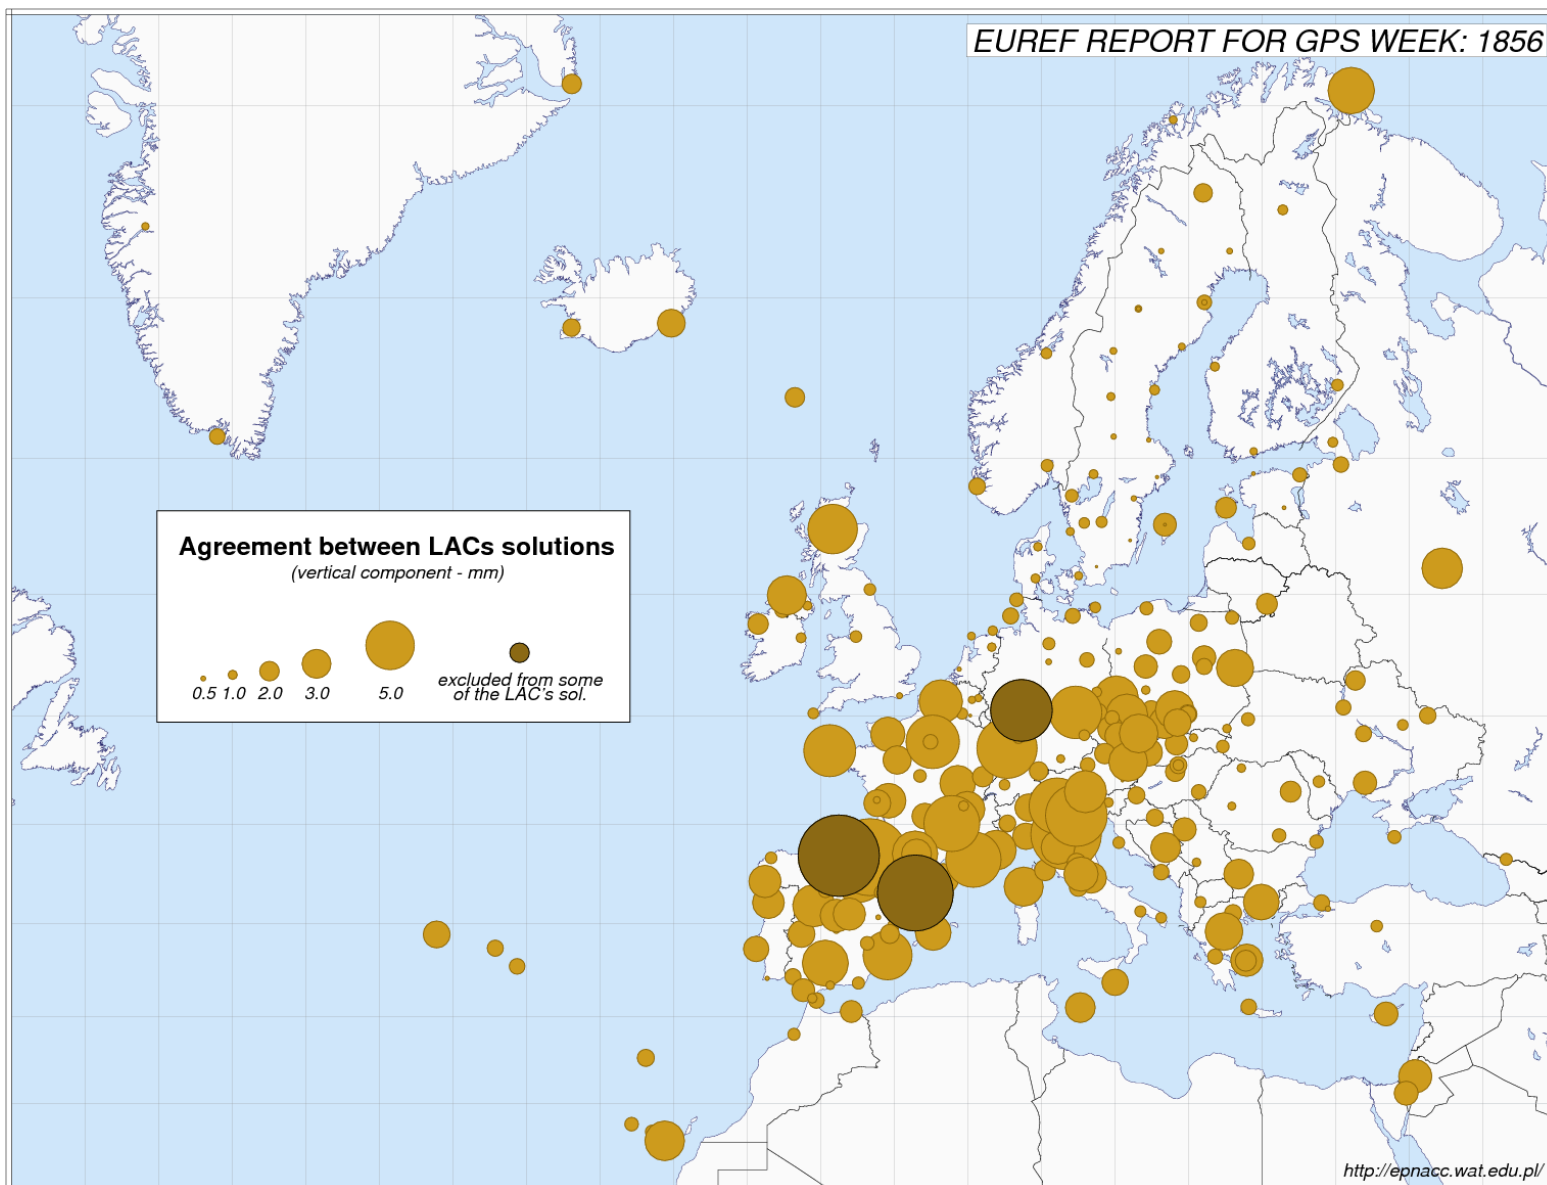 EUREF REPORT FOR GPS WEEK: 1856
Agreement between LACs solutions
(vertical component - mm)
0.5 1.0 2.0 3.0 5.0
excluded from some
of the LAC's sol.
http://epnacc.wat.edu.pl/